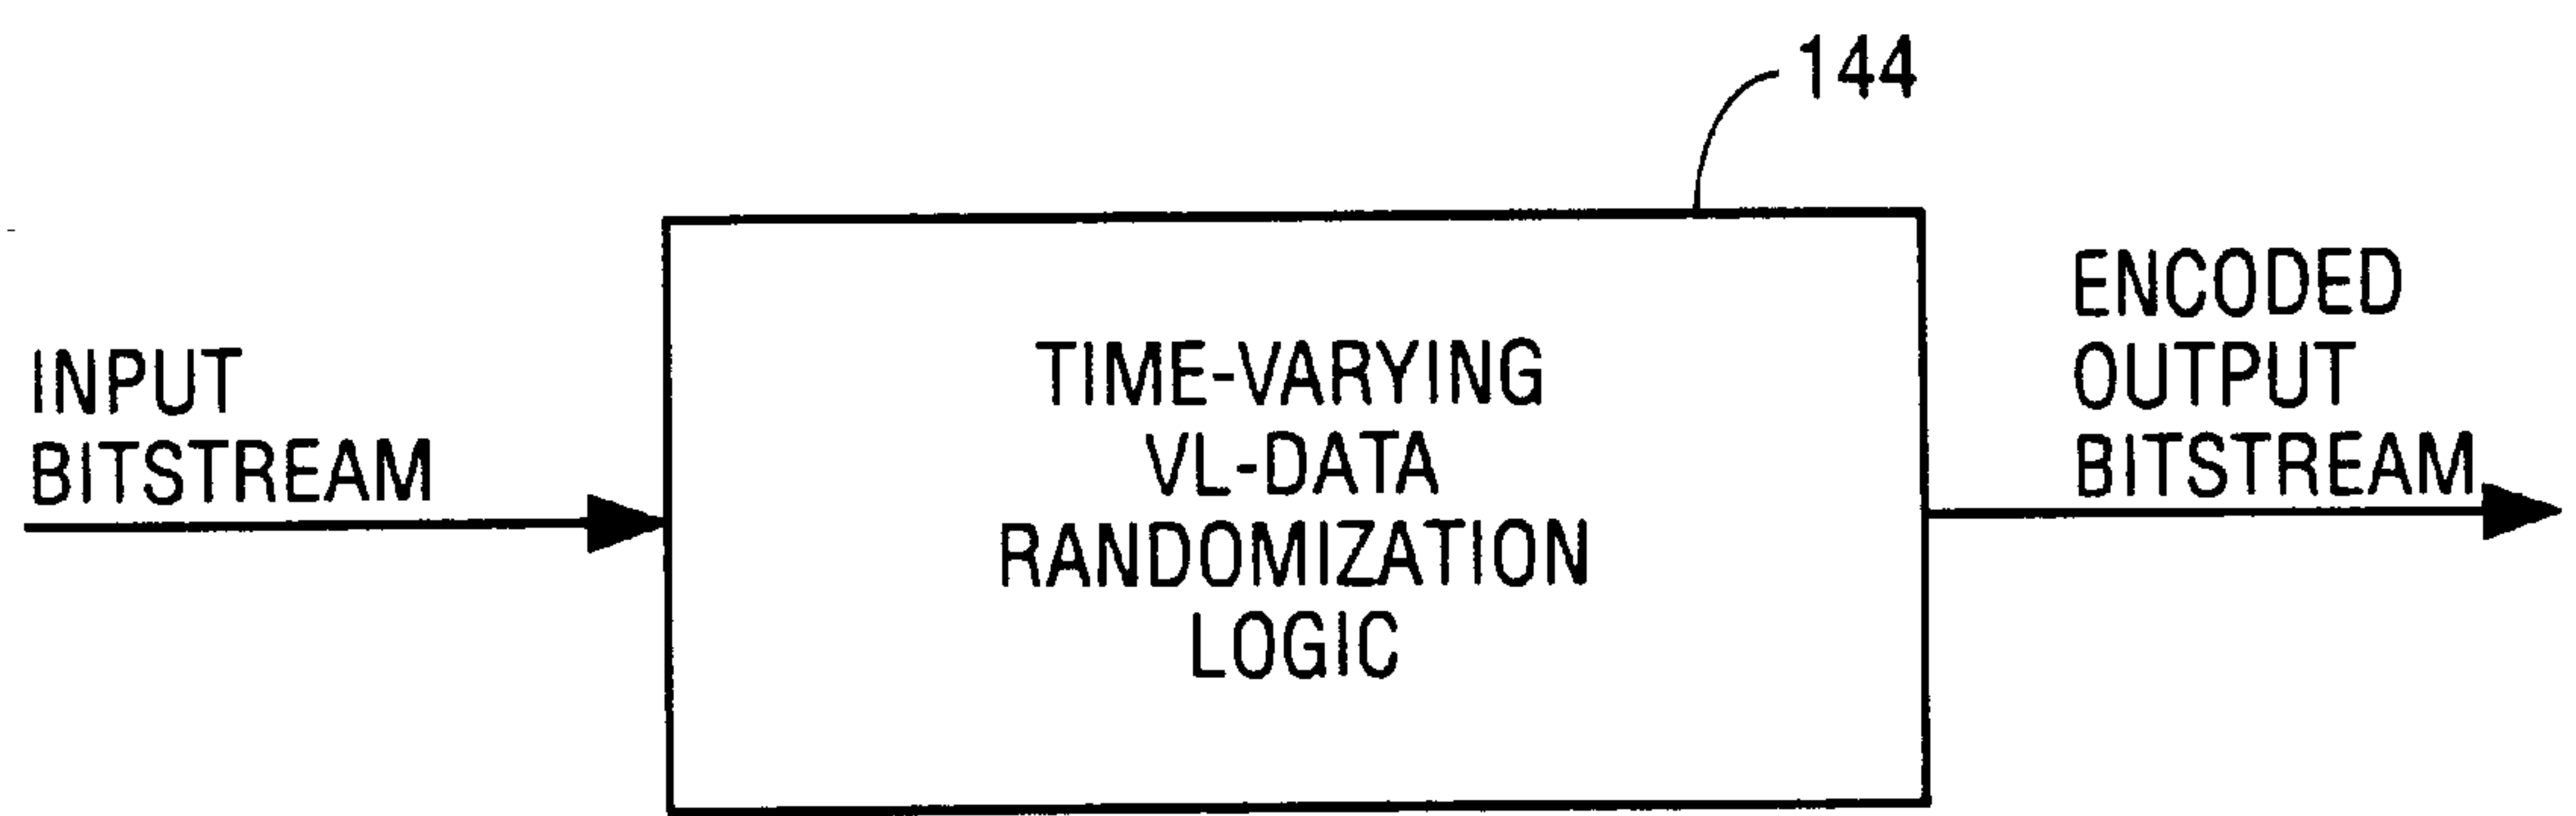 144
INPUT
BITSTREAM
TIME-VARYING
VL-DATA
RANDOMIZATION
LOGIC
ENCODED
OUTPUT
BITSTREAM